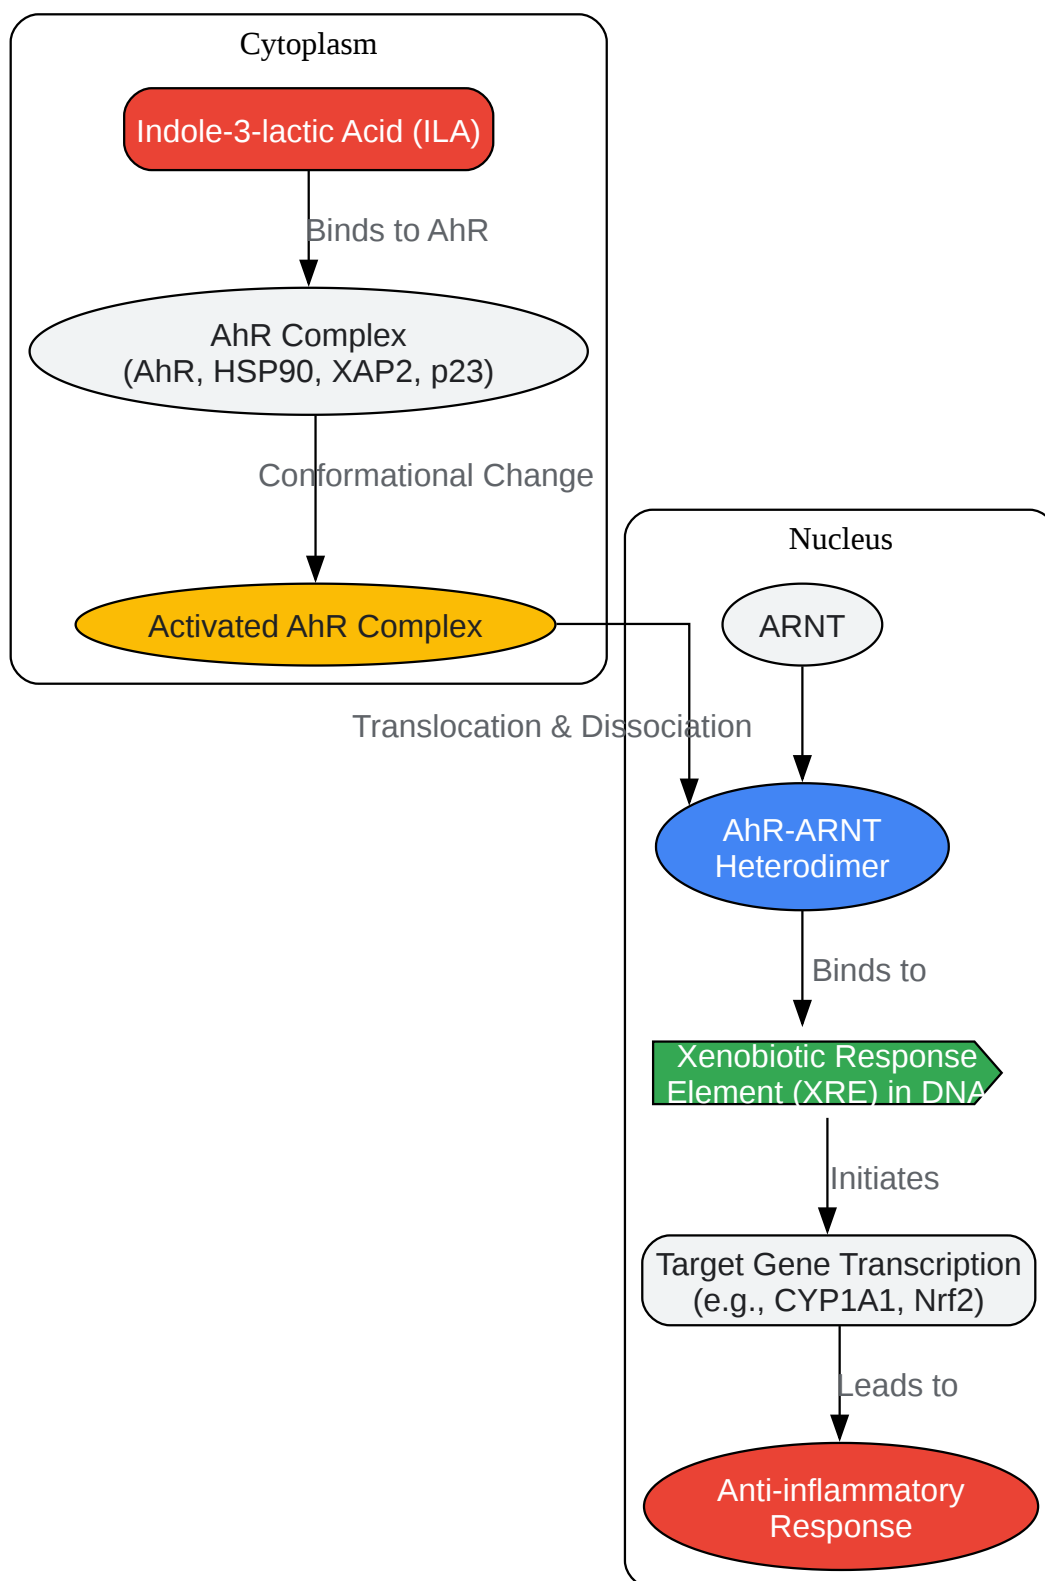 Cytoplasm
Indole-3-lactic Acid (ILA)
Binds to AhR
AhR Complex
(AhR, HSP90, XAP2, p23)
Conformational Change
Activated AhR Complex
Translocation & Dissociation
Nucleus
ARNT
AhR-ARNT
Heterodimer
Binds to
Xenobiotic Response
Element (XRE) in DNA
Initiates
Target Gene Transcription
(e.g., CYP1A1, Nrf2)
Leads to
Anti-inflammatory
Response